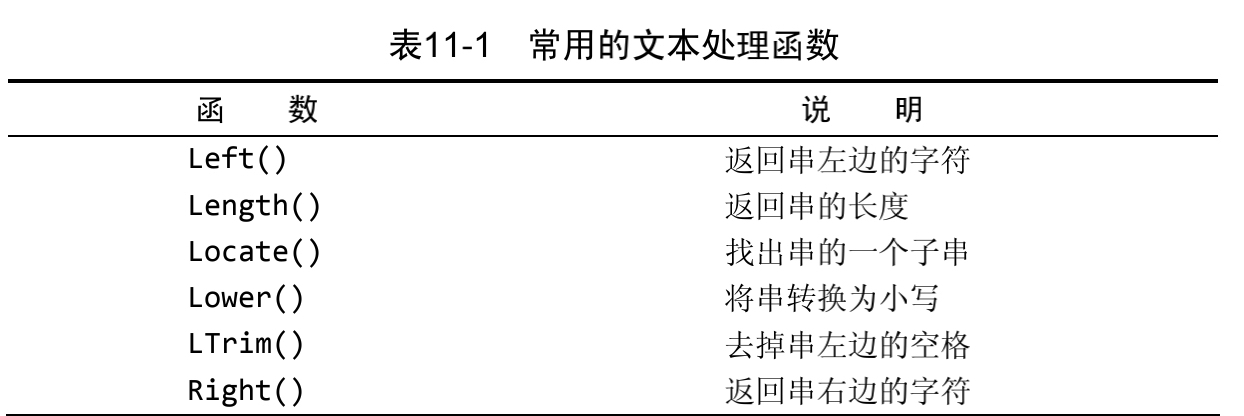 表11-1 常用的文本处理函数
函 数 说 明
Left() 返回串左边的字符
Length() 返回串的长度
Locate() 找出串的一个子串
Lower() 将串转换为小写
LTrim() 去掉串左边的空格
Right() 返回串右边的字符